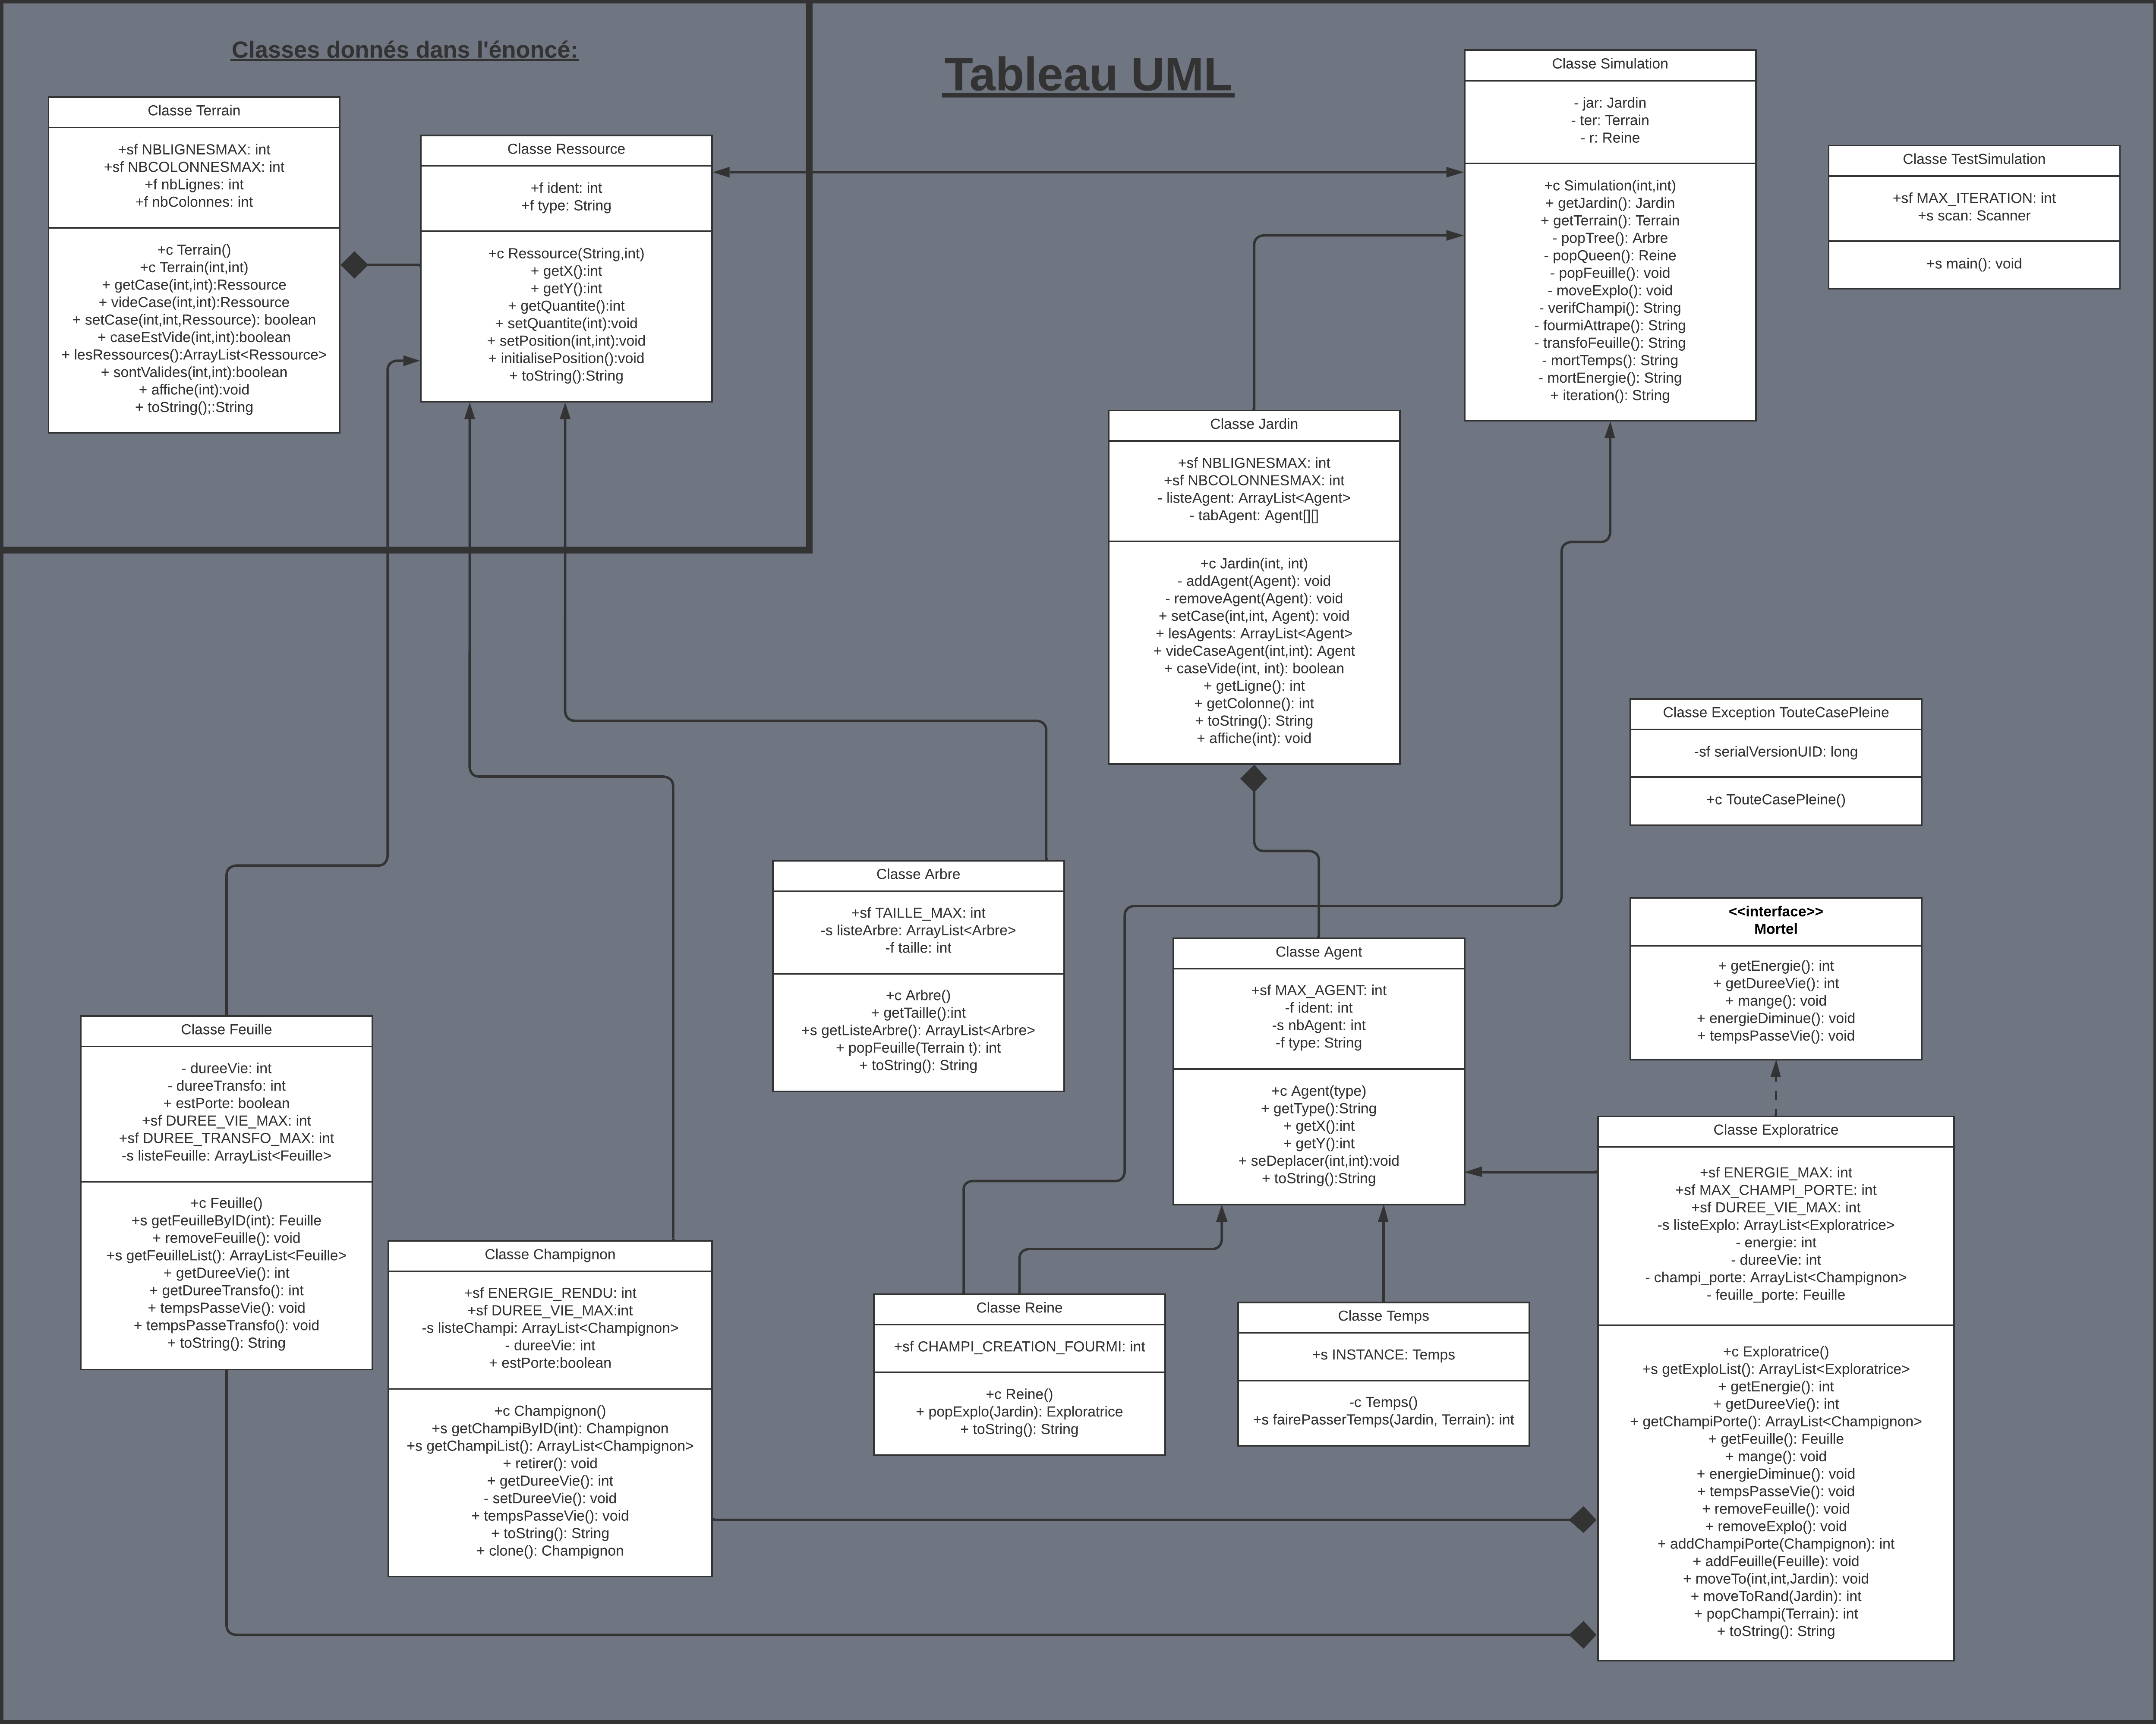 Classes donnés dans l'énoncé:
Tableau UML
Classe Terrain
+sf NBLIGNESMAX: int
+sf NBCOLONNESMAX: int
+f nbLignes: int
+f nbColonnes: int
+c Terrain()
+c Terrain(int,int)
+ getCase(int,int):Ressource
+ videCase(int,int):Ressource
+ setCase(int,int,Ressource): boolean
+ caseEstVide(int,int):boolean
+ lesRessources():ArrayList<Ressource>
+ sontValides(int,int):boolean
+ affiche(int):void
+ toString();:String
Classe Ressource
+f ident: int
+f type: String
+c Ressource(String,int)
+ getX():int
+ getY():int
+ getQuantite():int
+ setQuantite(int):void
+ setPosition(int,int):void
+ initialisePosition():void
+ toString():String
Classe Simulation
- jar: Jardin
- ter: Terrain
- r: Reine
+c Simulation(int,int)
+ getJardin(): Jardin
+ getTerrain(): Terrain
- popTree(): Arbre
- popQueen(): Reine
- popFeuille(): void
- moveExplo(): void
- verifChampi(): String
- fourmiAttrape(): String
- transfoFeuille(): String
- mortTemps(): String
- mortEnergie(): String
+ iteration(): String
Classe TestSimulation
+sf MAX_ITERATION: int
+s scan: Scanner
+s main(): void
Classe Jardin
+sf NBLIGNESMAX: int
+sf NBCOLONNESMAX: int
- listeAgent: ArrayList<Agent>
- tabAgent: Agent[][]
+c Jardin(int, int)
- addAgent(Agent): void
- removeAgent(Agent): void
+ setCase(int,int, Agent): void
+ lesAgents: ArrayList<Agent>
+ videCaseAgent(int,int): Agent
+ caseVide(int, int): boolean
+ getLigne(): int
+ getColonne(): int
+ toString(): String
+ affiche(int): void
Classe Exception TouteCasePleine
-sf serialVersionUID: long
+c TouteCasePleine()
Classe Arbre
+sf TAILLE_MAX: int
-s listeArbre: ArrayList<Arbre>
-f taille: int
+c Arbre()
+ getTaille():int
+s getListeArbre(): ArrayList<Arbre>
+ popFeuille(Terrain t): int
+ toString(): String
<<interface>>
Mortel
+ getEnergie(): int
+ getDureeVie(): int
+ mange(): void
+ energieDiminue(): void
+ tempsPasseVie(): void
Classe Agent
+sf MAX_AGENT: int
-f ident: int
-s nbAgent: int
-f type: String
+c Agent(type)
+ getType():String
+ getX():int
+ getY():int
+ seDeplacer(int,int):void
+ toString():String
Classe Feuille
- dureeVie: int
- dureeTransfo: int
+ estPorte: boolean
+sf DUREE_VIE_MAX: int
+sf DUREE_TRANSFO_MAX: int
-s listeFeuille: ArrayList<Feuille>
+c Feuille()
+s getFeuilleByID(int): Feuille
+ removeFeuille(): void
+s getFeuilleList(): ArrayList<Feuille>
+ getDureeVie(): int
+ getDureeTransfo(): int
+ tempsPasseVie(): void
+ tempsPasseTransfo(): void
+ toString(): String
Classe Champignon
+sf ENERGIE_RENDU: int
+sf DUREE_VIE_MAX:int
-s listeChampi: ArrayList<Champignon>
- dureeVie: int
+ estPorte:boolean
+c Champignon()
+s getChampiByID(int): Champignon
+s getChampiList(): ArrayList<Champignon>
+ retirer(): void
+ getDureeVie(): int
- setDureeVie(): void
+ tempsPasseVie(): void
+ toString(): String
+ clone(): Champignon
Classe Reine
+sf CHAMPI_CREATION_FOURMI: int
+c Reine()
+ popExplo(Jardin): Exploratrice
+ toString(): String
Classe Temps
+s INSTANCE: Temps
-c Temps()
+s fairePasserTemps(Jardin, Terrain): int
Classe Exploratrice
+sf ENERGIE_MAX: int
+sf MAX_CHAMPI_PORTE: int
+sf DUREE_VIE_MAX: int
-s listeExplo: ArrayList<Exploratrice>
- energie: int
- dureeVie: int
- champi_porte: ArrayList<Champignon>
- feuille_porte: Feuille
+c Exploratrice()
+s getExploList(): ArrayList<Exploratrice>
+ getEnergie(): int
+ getDureeVie(): int
+ getChampiPorte(): ArrayList<Champignon>
+ getFeuille(): Feuille
+ mange(): void
+ energieDiminue(): void
+ tempsPasseVie(): void
+ removeFeuille(): void
+ removeExplo(): void
+ addChampiPorte(Champignon): int
+ addFeuille(Feuille): void
+ moveTo(int,int,Jardin): void
+ moveToRand(Jardin): int
+ popChampi(Terrain): int
+ toString(): String